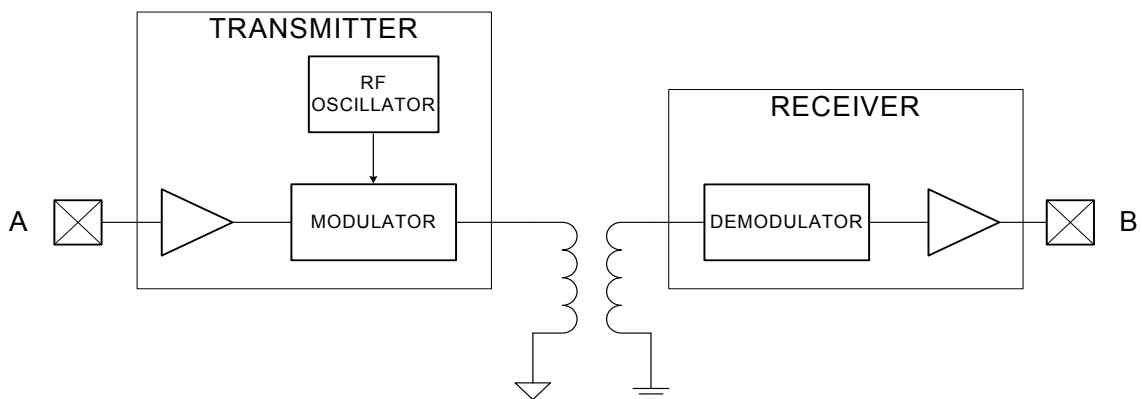 TRANSMITTER
RF
OSCILLATOR
RECEIVER
A
MODULATOR
DEMODULATOR
B